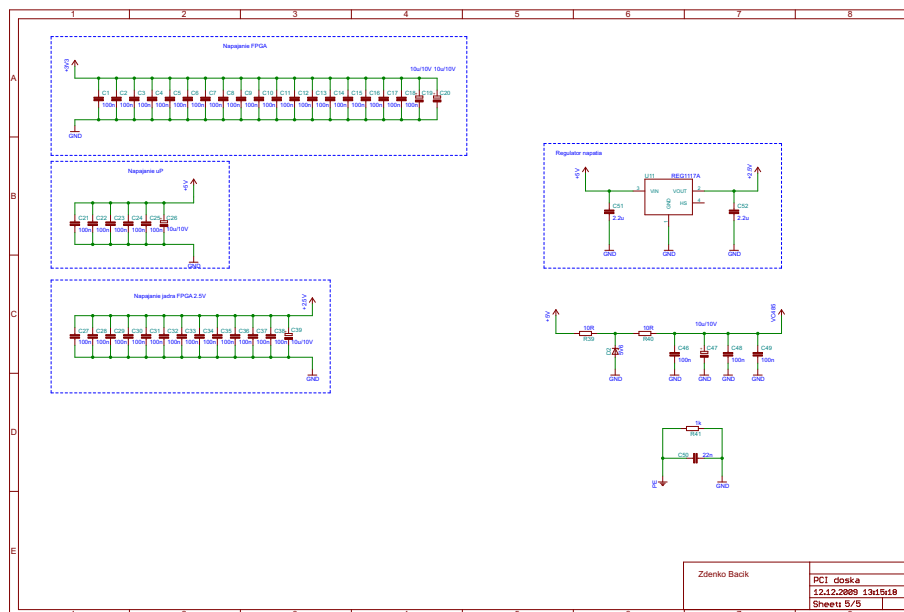 1 2 3 4 5 6 7 8
A
Napajanie FPGA
+3V3
10u/10V 10u/10V
C1 C2 C3 C4 C5 C6 C7 C8 C9 C10 C11 C12 C13 C14 C15 C16 C17 C18 C19 C20
100n 100n 100n 100n 100n 100n 100n 100n 100n 100n 100n 100n 100n 100n 100n 100n 100n 100n
GND
B
Napajanie uP
+5V
C21 C22 C23 C24 C25 C26
100n 100n 100n 100n 100n 10u/10V
GND
Regulator napatia
+5V
U11 REG1117A
+2.5V
3 VIN VOUT 2
HS 4
GND
1
C51
2.2u
C52
2.2u
GND GND GND
C
Napajanie jadra FPGA 2.5V
+2.5V
C27 C28 C29 C30 C31 C32 C33 C34 C35 C36 C37 C38 C39
100n 100n 100n 100n 100n 100n 100n 100n 100n 100n 100n 100n 10u/10V
GND
+5V
10R
R39
10R
R40
10u/10V
VC485
D2
5V6
C46
100n
C47
C48
100n
C49
100n
GND GND GND GND GND
D
1k
R41
C50 22n
PE
GND
E
Zdenko Bacik
PCI doska
12.12.2009 13:15:18
Sheet: 5/5